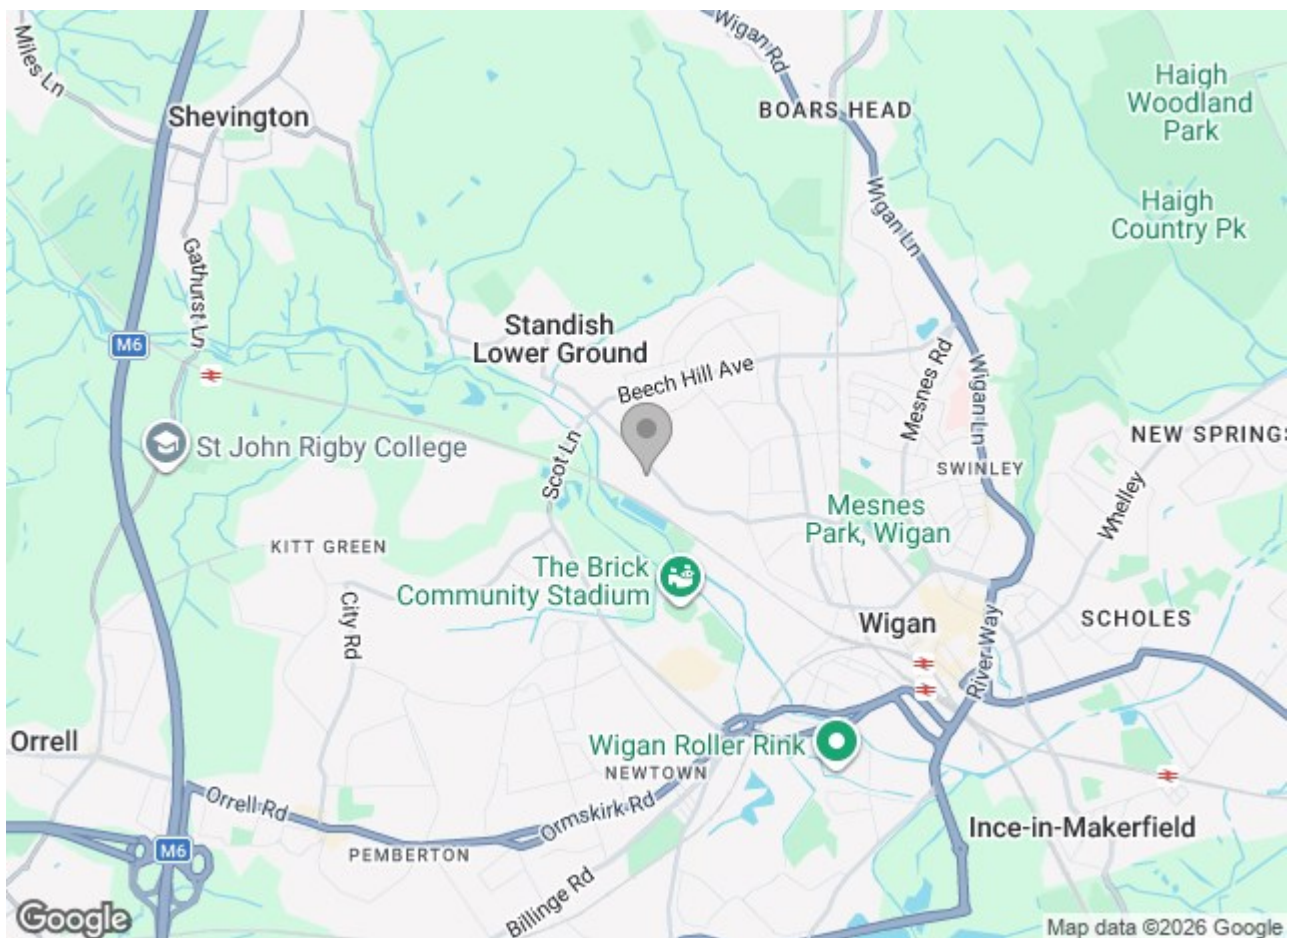 Wigan Rd
Miles Ln
Shevington
BOARS HEAD
Haigh
Woodland
Park
Haigh
Country Pk
Wigan Ln
Gathurst Ln
M6
Standish
Lower Ground
Beech Hill Ave
Mesnes Rd
Wigan Ln
St John Rigby College
Scot Ln
NEW SPRINGS
SWINLEY
Whelley
Mesnes
Park, Wigan
KITT GREEN
The Brick
Community Stadium
City Rd
Wigan
River Way
SCHOLES
Orrell
Wigan Roller Rink
NEWTOWN
Orrell Rd
Ormskirk Rd
M6
PEMBERTON
Ince-in-Makerfield
Billinge Rd
Google
Map data ©2026 Google